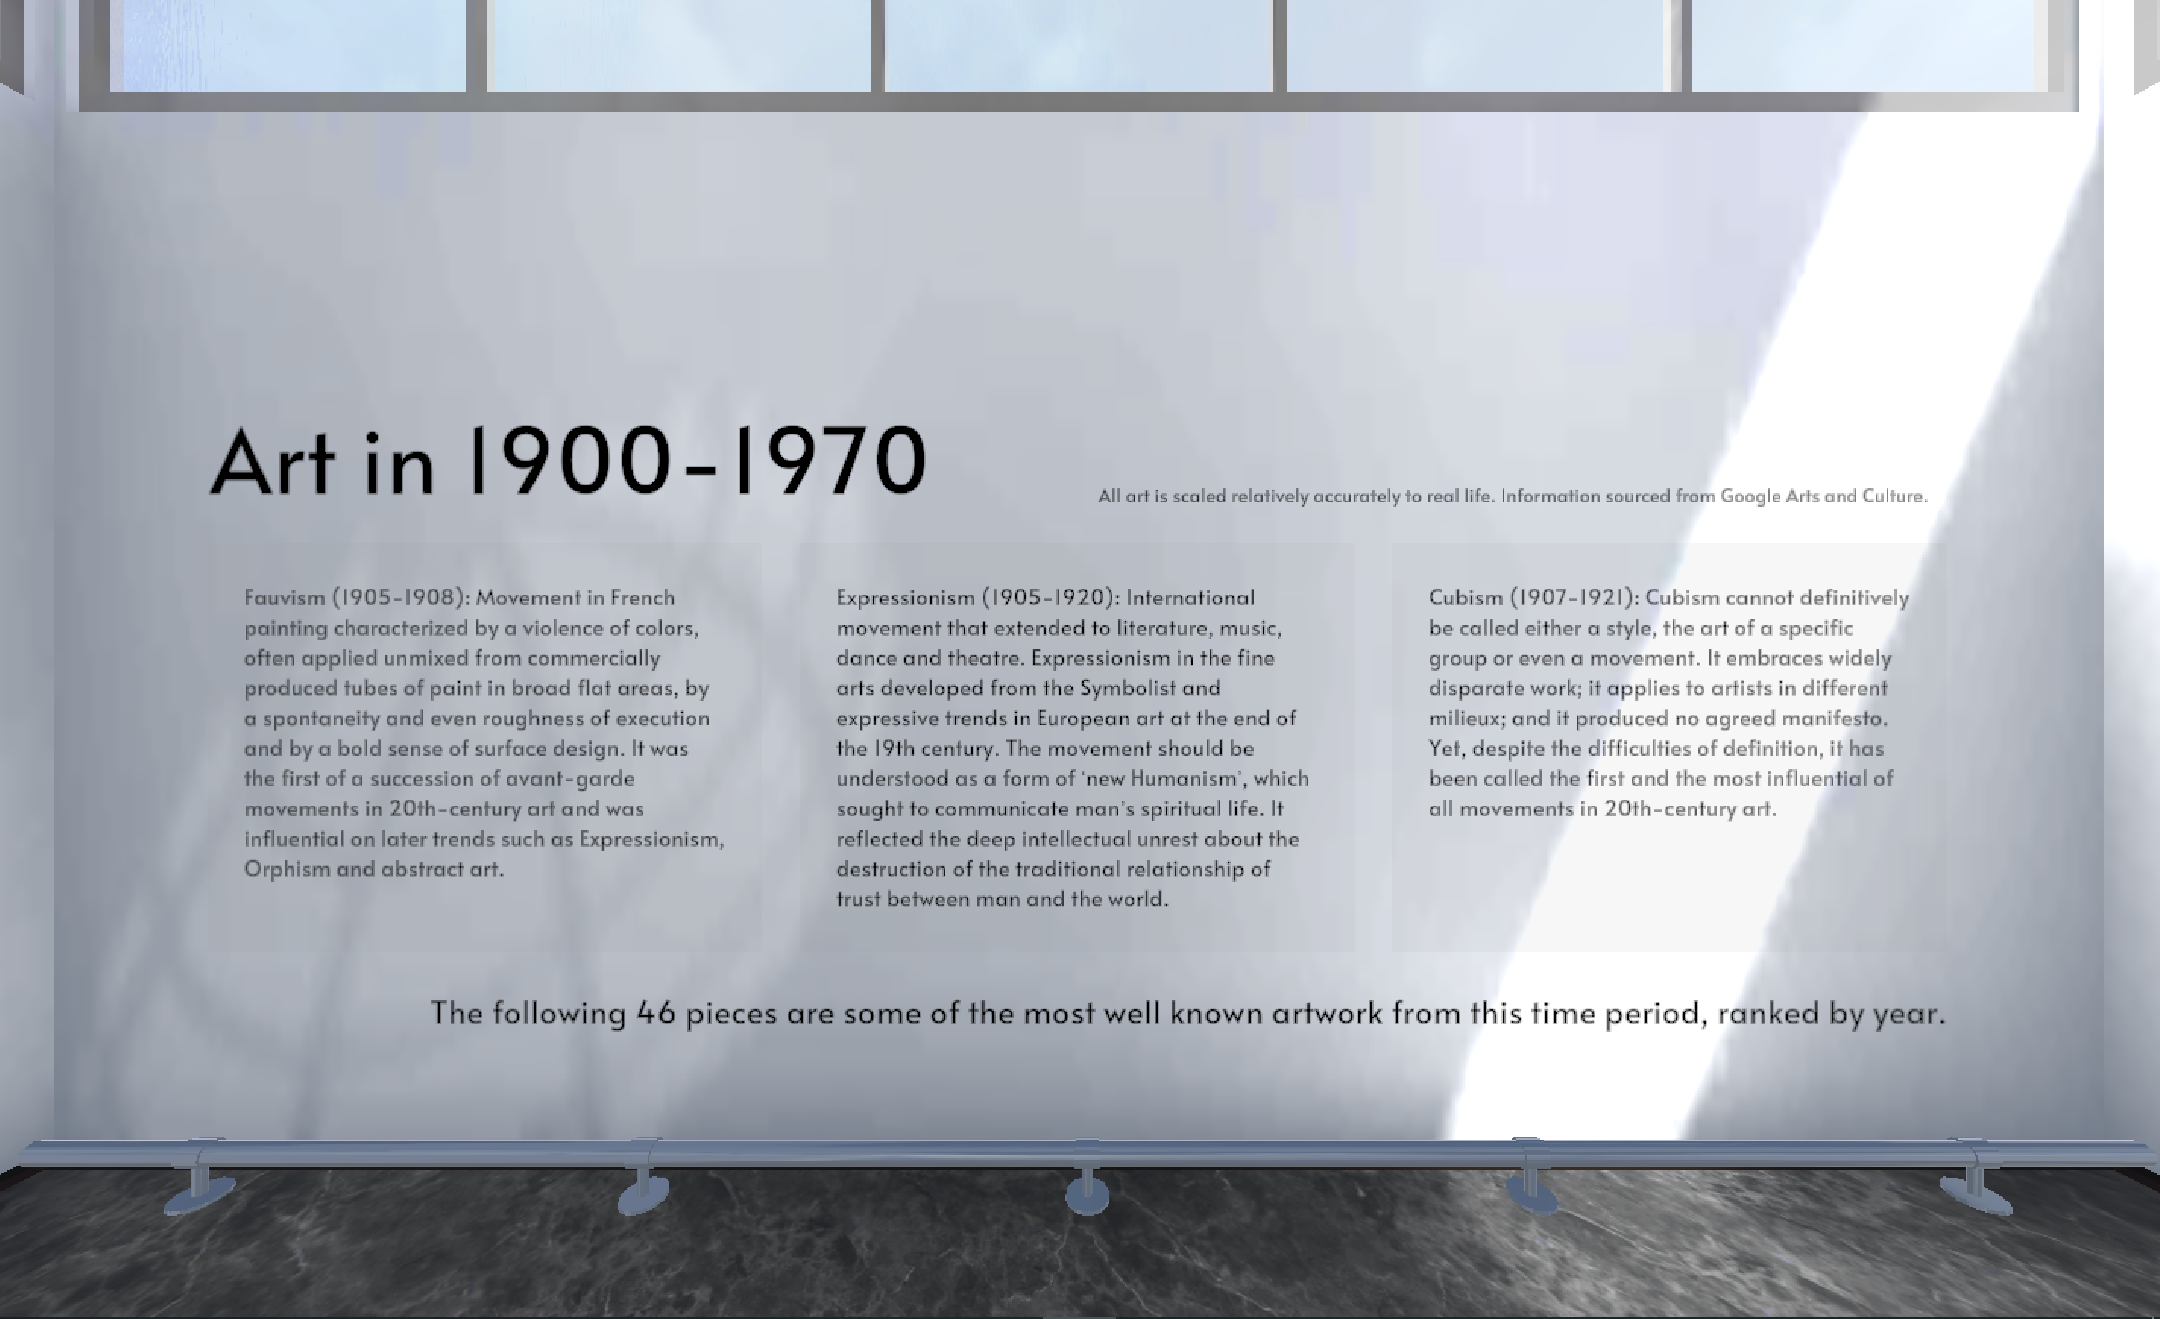 Art in 1900-1970
All art is scaled relatively accurately to real life. Information sourced from Google Arts and Culture.
Fauvism (1905-1908): Movement in French
painting characterized by a violence of colors,
often applied unmixed from commercially
produced tubes of paint in broad flat areas, by
a spontaneity and even roughness of execution
and by a bold sense of surface design. It was
the first of a succession of avant-garde
movements in 20th-century art and was
influential on later trends such as Expressionism,
Orphism and abstract art.
Expressionism (1905-1920): International
movement that extended to literature, music,
dance and theatre. Expressionism in the fine
arts developed from the Symbolist and
expressive trends in European art at the end of
the 19th century. The movement should be
understood as a form of 'new Humanism', which
sought to communicate man's spiritual life. It
reflected the deep intellectual unrest about the
destruction of the traditional relationship of
trust between man and the world.
Cubism (1907-1921): Cubism cannot definitively
be called either a style, the art of a specific
group or even a movement. It embraces widely
disparate work; it applies to artists in different
milieux; and it produced no agreed manifesto.
Yet, despite the difficulties of definition, it has
been called the first and the most influential of
all movements in 20th-century art.
The following 46 pieces are some of the most well known artwork from this time period, ranked by year.